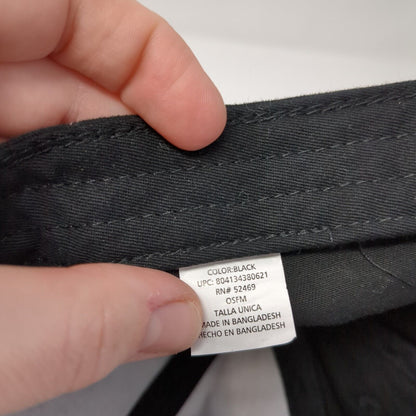 COLOR:BLACK
UPC: 804134380621
RN# 52469
OSFM
TALLA UNICA
MADE IN BANGLADESH
HECHO EN BANGLADESH